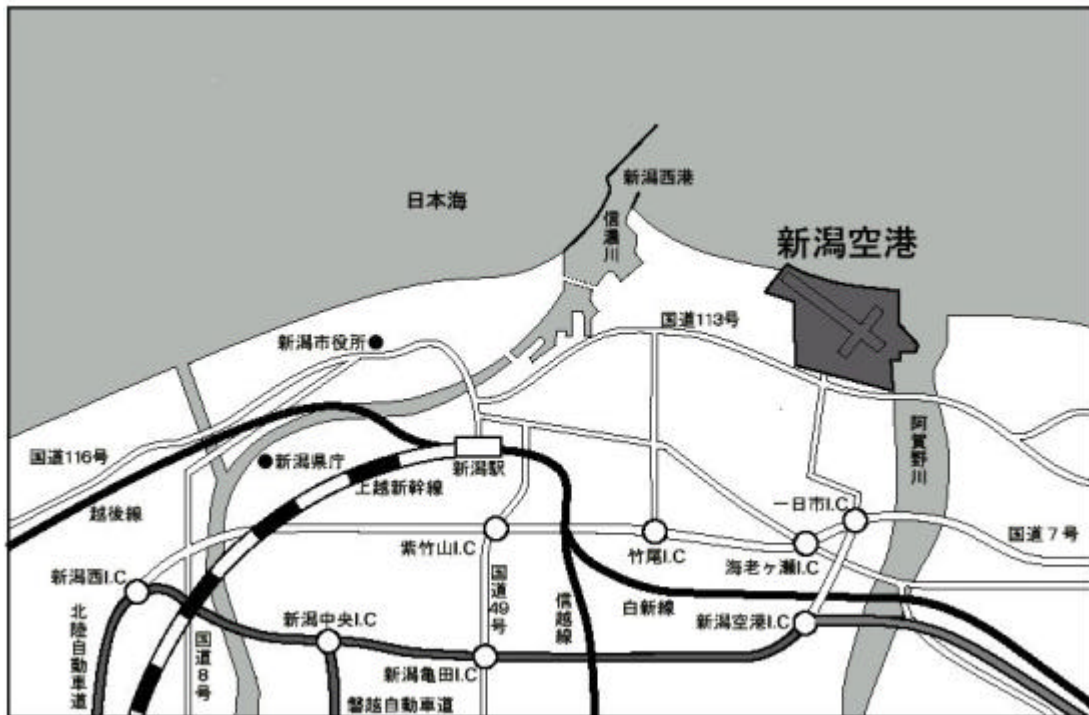 日本海
新潟西港
信濃川
新潟空港
国道113号
新潟市役所
国道116号
新潟県庁
新潟駅
上越新幹線
越後線
阿賀野川
一日市I.C
国道7号
紫竹山I.C
竹尾I.C
海老ヶ瀬I.C
新潟西I.C
国道49号
信越線
白新線
北陸自動車道
国道8号
新潟中央I.C
新潟空港I.C
新潟亀田I.C
磐越自動車道